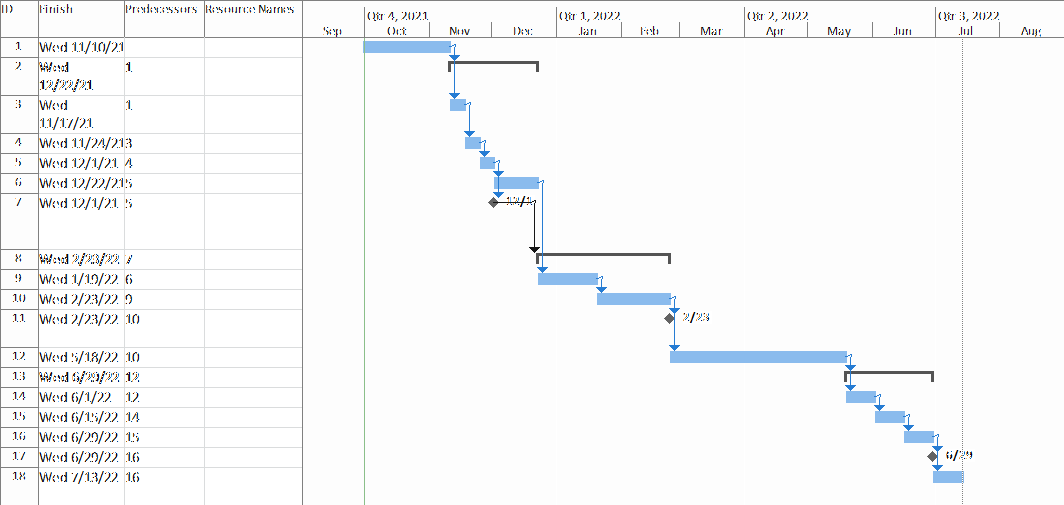 ID Finish Predecessors Resource Names
Qtr 4, 2021 Qtr 1, 2022 Qtr 2, 2022 Qtr 3, 2022
Sep Oct Nov Dec Jan Feb Mar Apr May Jun Jul Aug
1 Wed 11/10/21
2 Wed 1
12/22/21
3 Wed 1
11/17/21
4 Wed 11/24/21 3
5 Wed 12/1/21 4
6 Wed 12/22/21 5
7 Wed 12/1/21 5 12/1
8 Wed 2/23/22 7
9 Wed 1/19/22 6
10 Wed 2/23/22 9
11 Wed 2/23/22 10 2/23
12 Wed 5/18/22 10
13 Wed 6/29/22 12
14 Wed 6/1/22 12
15 Wed 6/15/22 14
16 Wed 6/29/22 15
17 Wed 6/29/22 16 6/29
18 Wed 7/13/22 16